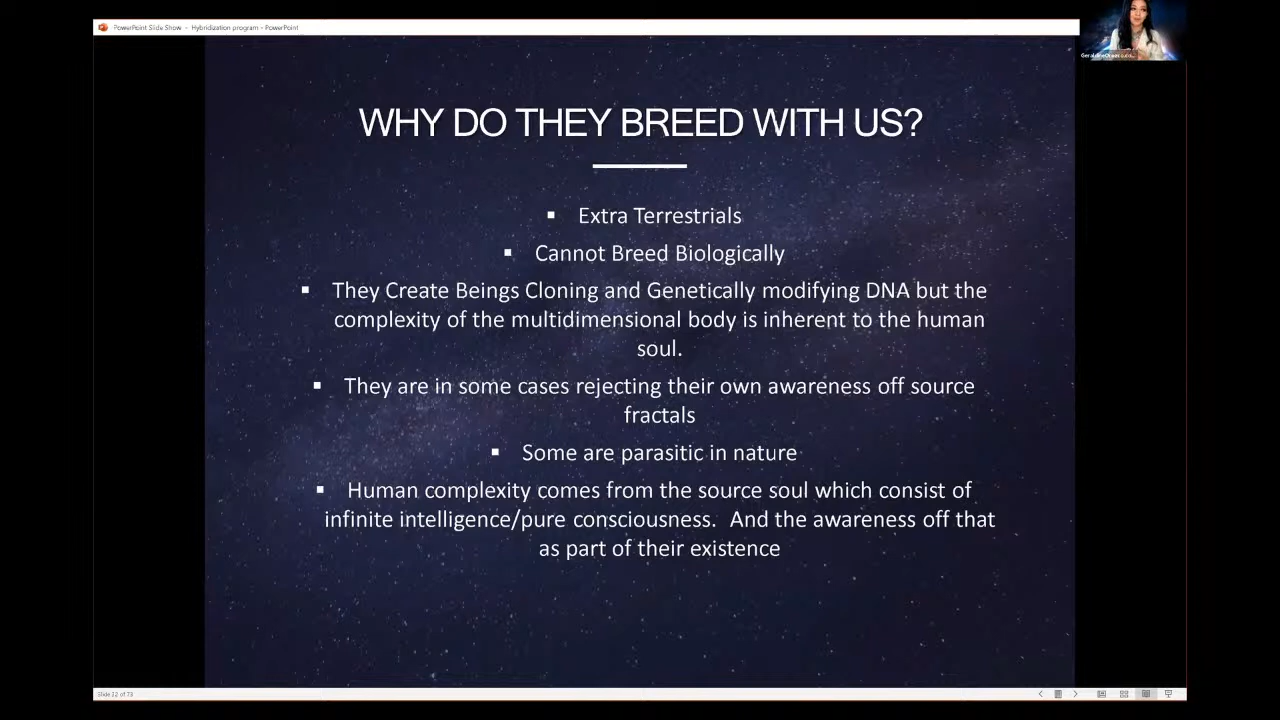 PowerPoint Slide Show - Hybridization program - PowerPoint
WHY DO THEY BREED WITH US?
▪ Extra Terrestrials
▪ Cannot Breed Biologically
▪ They Create Beings Cloning and Genetically modifying DNA but the
complexity of the multidimensional body is inherent to the human
soul.
▪ They are in some cases rejecting their own awareness off source
fractals
▪ Some are parasitic in nature
▪ Human complexity comes from the source soul which consist of
infinite intelligence/pure consciousness. And the awareness off that
as part of their existence
Slide 22 of 73